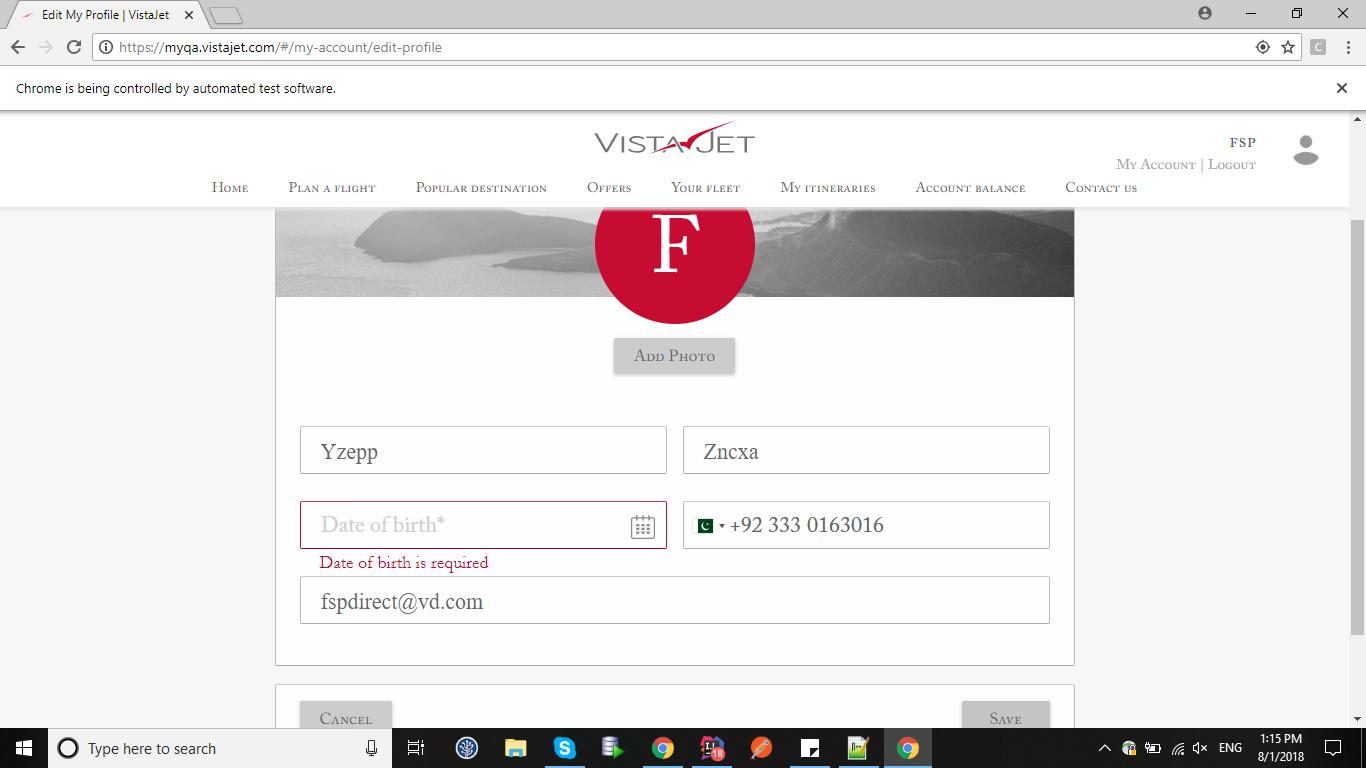 Edit My Profile | VistaJet
https://myqa.vistajet.com/#/my-account/edit-profile
C
Chrome is being controlled by automated test software.
VISTAJET
FSP
My Account | Logout
Home Plan a flight Popular destination Offers Your fleet My itineraries Account balance Contact us
F
Add Photo
Yzepp Zncxa
Date of birth* +92 333 0163016
Date of birth is required
fspdirect@vd.com
Cancel Save
Type here to search
18
ENG
1:15 PM
8/1/2018